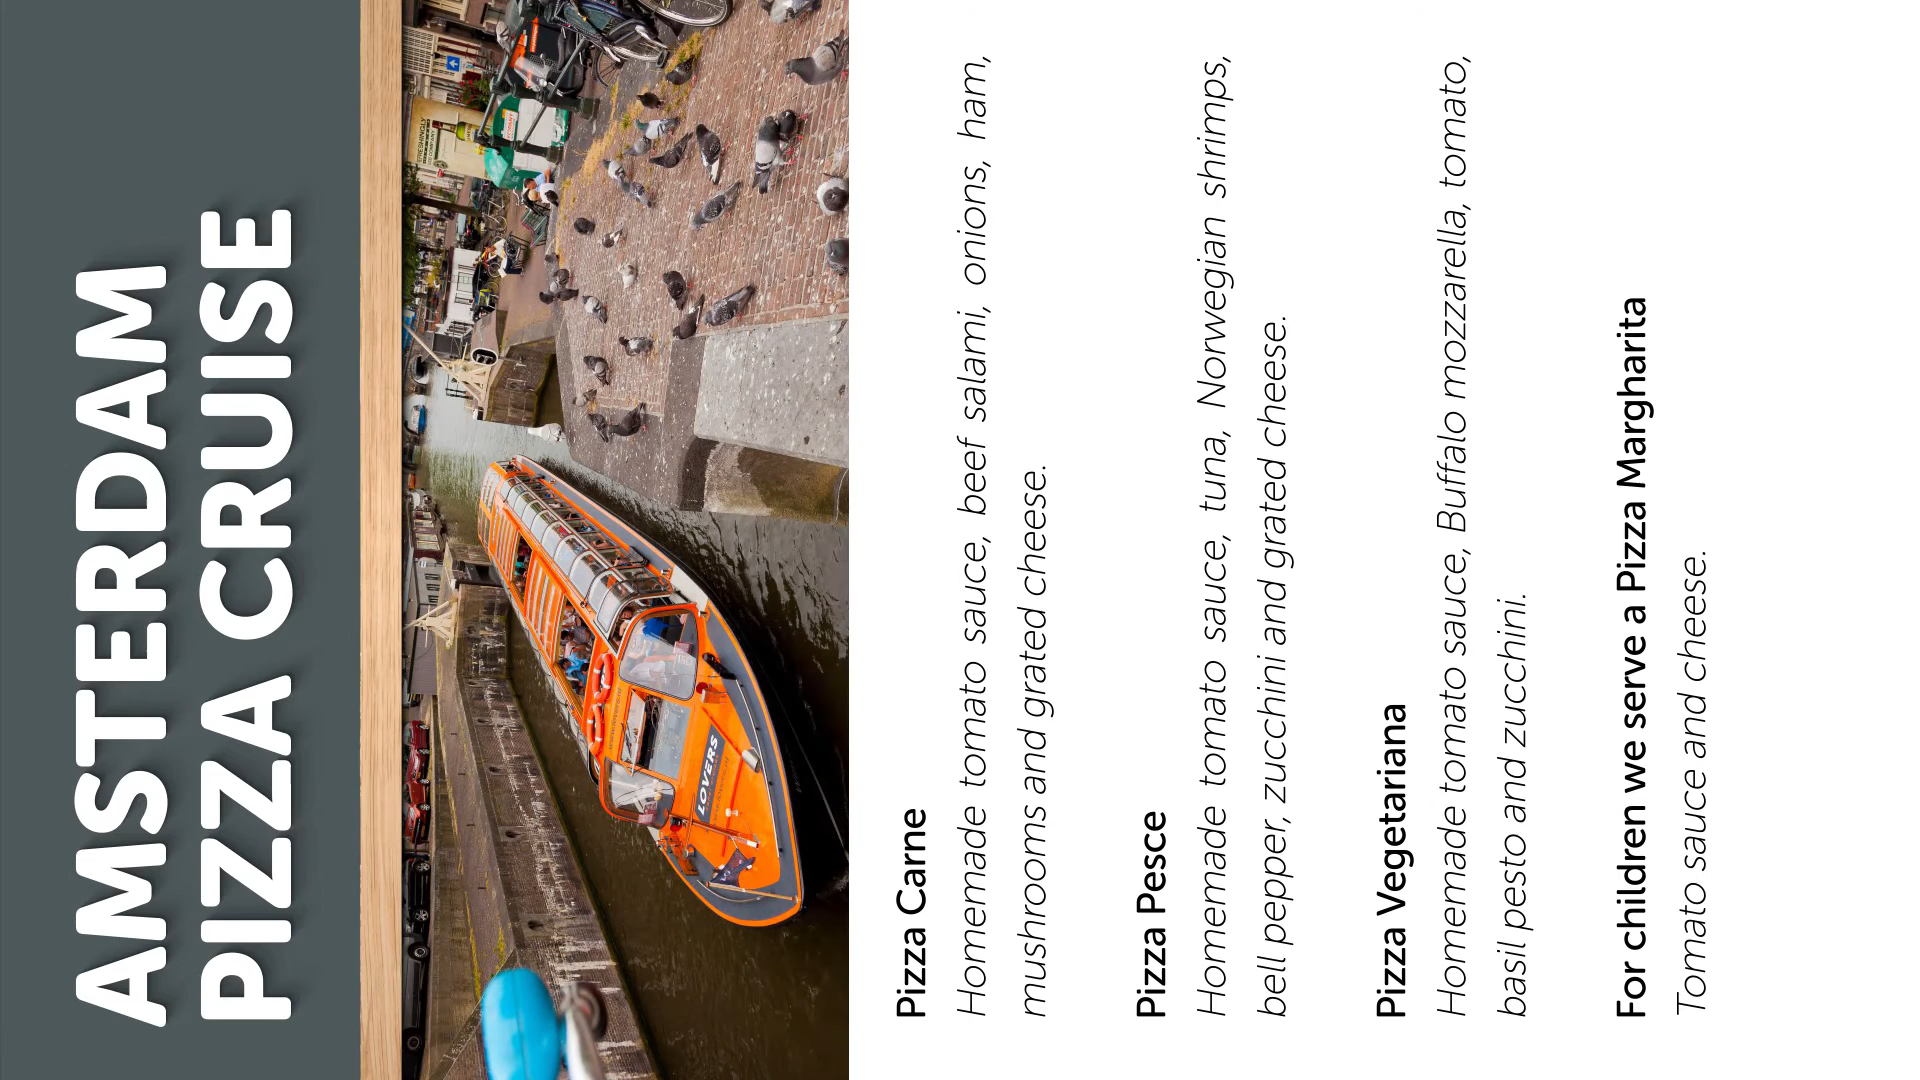 AMSTERDAM
PIZZA CRUISE
LOVERS
Pizza Carne
Homemade tomato sauce, beef salami, onions, ham,
mushrooms and grated cheese.
Pizza Pesce
Homemade tomato sauce, tuna, Norwegian shrimps,
bell pepper, zucchini and grated cheese.
Pizza Vegetariana
Homemade tomato sauce, Buffalo mozzarella, tomato,
basil pesto and zucchini.
For children we serve a Pizza Margharita
Tomato sauce and cheese.